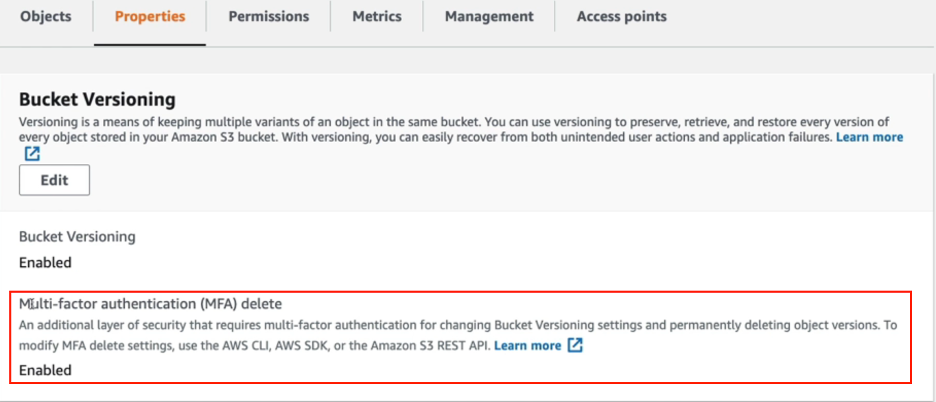 Objects Properties Permissions Metrics Management Access points
Bucket Versioning
Versioning is a means of keeping multiple variants of an object in the same bucket. You can use versioning to preserve, retrieve, and restore every version of
every object stored in your Amazon S3 bucket. With versioning, you can easily recover from both unintended user actions and application failures. Learn more
Edit
Bucket Versioning
Enabled
Multi-factor authentication (MFA) delete
An additional layer of security that requires multi-factor authentication for changing Bucket Versioning settings and permanently deleting object versions. To
modify MFA delete settings, use the AWS CLI, AWS SDK, or the Amazon S3 REST API. Learn more
Enabled